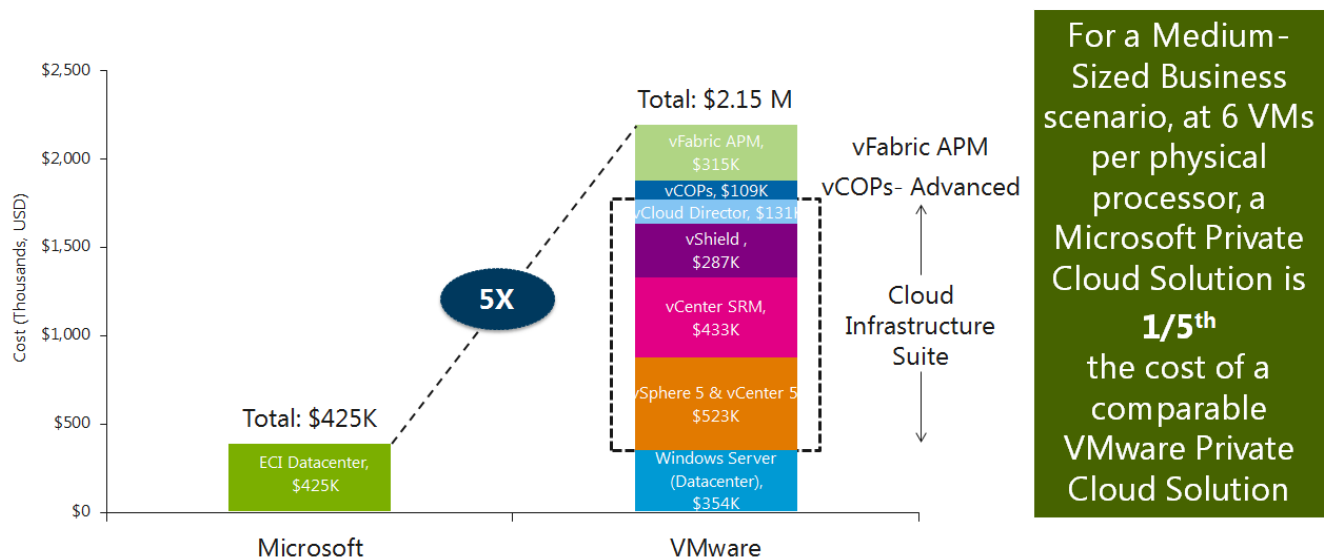 Cost (Thousands, USD)
$2,500
$2,000
$1,500
$1,000
$500
$0
Total: $425K
ECI Datacenter,
$425K
Microsoft
5X
Total: $2.15 M
vFabric APM,
$315K
vCOPs, $109K
vCloud Director, $131K
vShield ,
$287K
vCenter SRM,
$433K
vSphere 5 & vCenter 5,
$523K
Windows Server
(Datacenter),
$354K
VMware
vFabric APM
vCOPs- Advanced
Cloud
Infrastructure
Suite
For a Medium-
Sized Business
scenario, at 6 VMs
per physical
processor, a
Microsoft Private
Cloud Solution is
1/5th
the cost of a
comparable
VMware Private
Cloud Solution